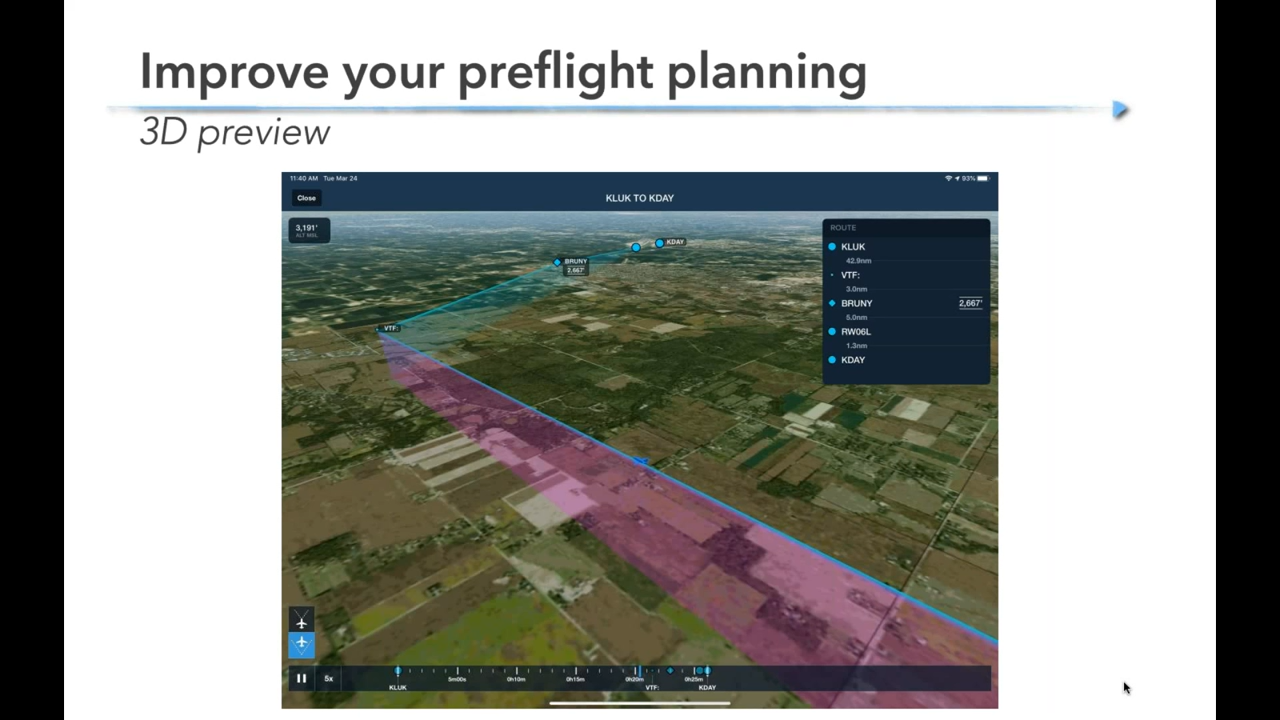 Improve your preflight planning
3D preview
11:40 AM Tue Mar 24
93%
Close
KLUK TO KDAY
3,191'
ALT MSL
ROUTE
KLUK
42.9nm
VTF:
3.0nm
BRUNY 2,667'
5.0nm
RW06L
1.3nm
KDAY
KDAY
BRUNY
2,667'
VTF:
5x
5m00s 0h10m 0h15m 0h20m 0h25m
KLUK VTF: KDAY